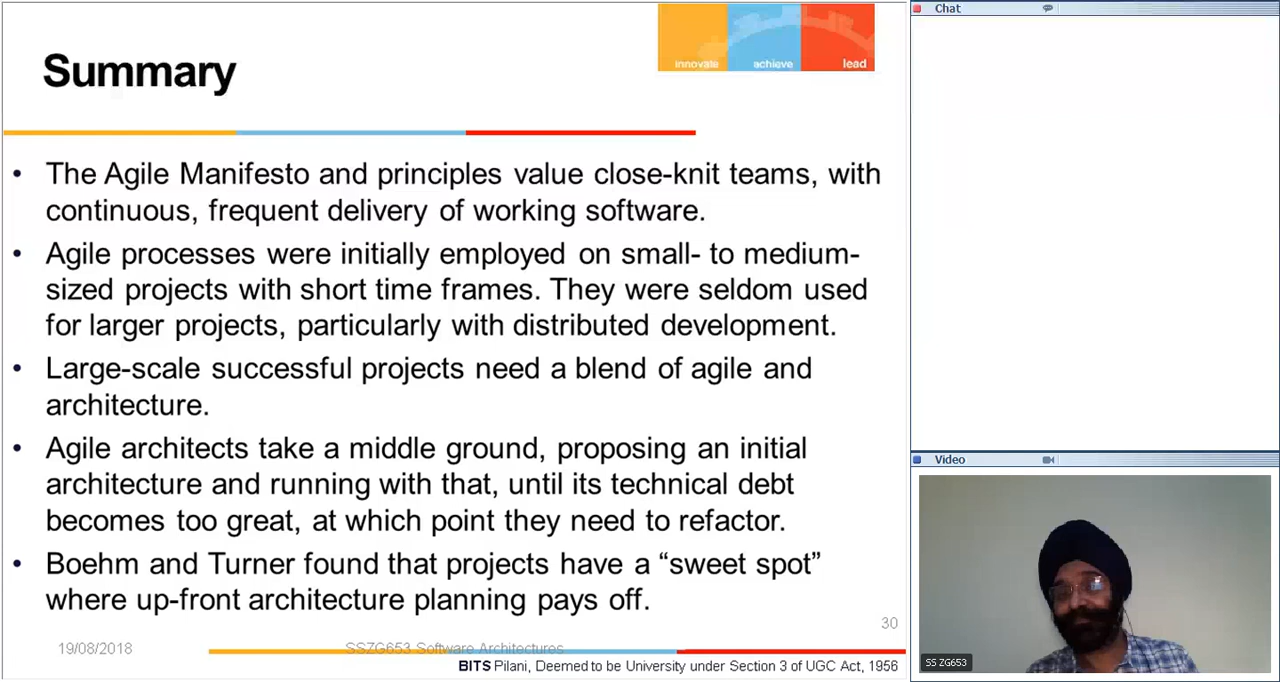 Summary
innovate achieve lead
• The Agile Manifesto and principles value close-knit teams, with
continuous, frequent delivery of working software.
• Agile processes were initially employed on small- to medium-
sized projects with short time frames. They were seldom used
for larger projects, particularly with distributed development.
• Large-scale successful projects need a blend of agile and
architecture.
• Agile architects take a middle ground, proposing an initial
architecture and running with that, until its technical debt
becomes too great, at which point they need to refactor.
• Boehm and Turner found that projects have a “sweet spot”
where up-front architecture planning pays off.
30
19/08/2018 SSZG653 Software Architectures
BITS Pilani, Deemed to be University under Section 3 of UGC Act, 1956
Chat
Video
SS ZG653